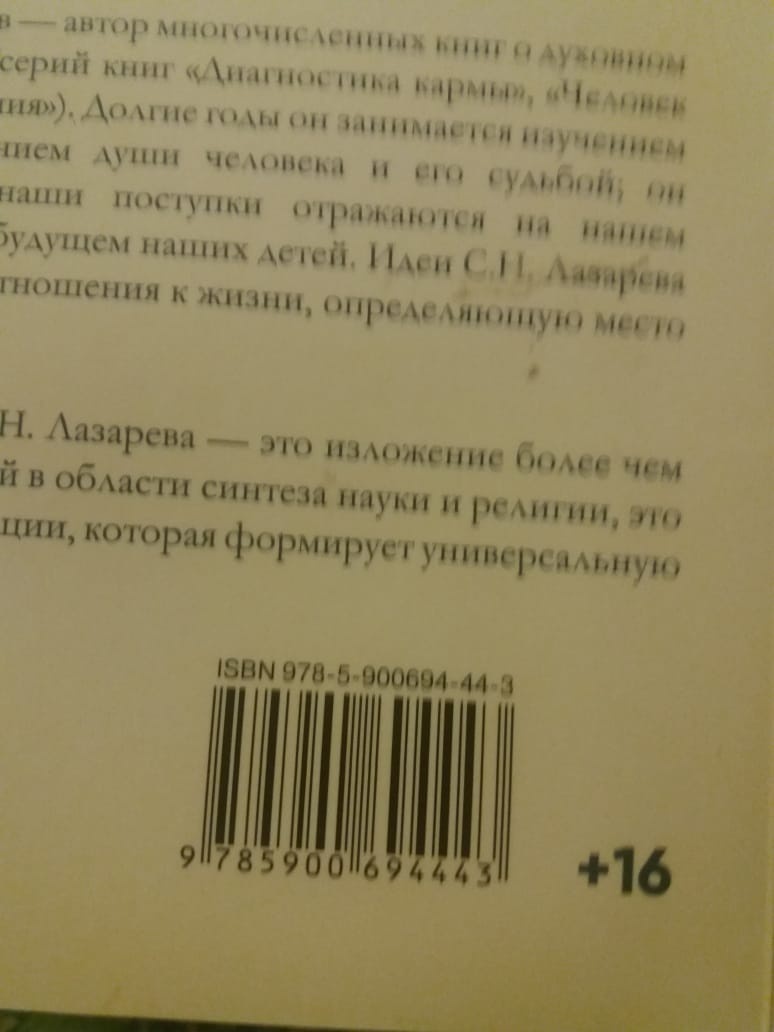 в — автор многочисленных книг о духовном
серий книг «Диагностика кармы», «Человек
ния»). Долгие годы он занимается изучением
нием души человека и его судьбой; он
наши поступки отражаются на нашем
будущем наших детей. Идеи С.Н. Лазарева
тношения к жизни, определяющую место
Н. Лазарева — это изложение более чем
й в области синтеза науки и религии, это
ции, которая формирует универсальную
ISBN 978-5-900694-44-3
9 785900 694443
+16